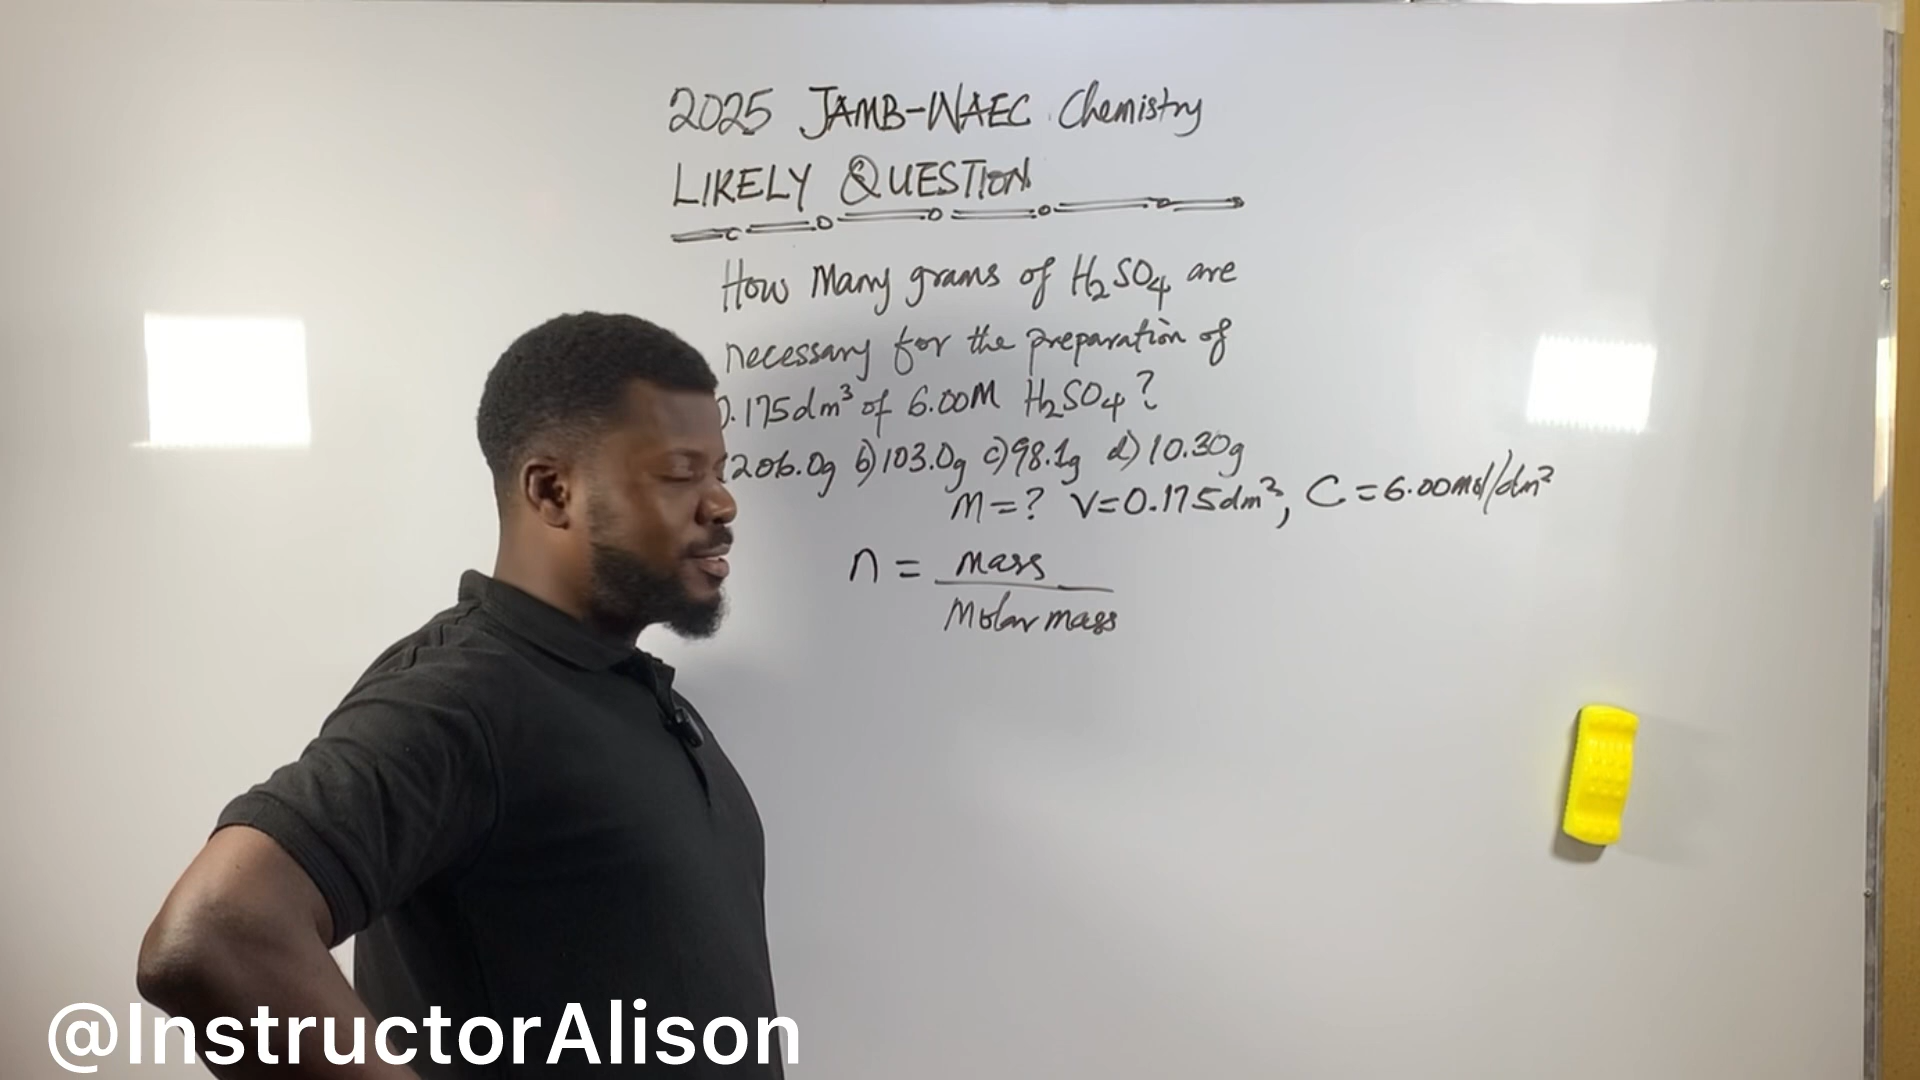 2025 JAMB-WAEC Chemistry
LIKELY QUESTION
How Many grams of H₂SO₄ are
necessary for the preparation of
0.175dm³ of 6.00M H₂SO₄?
206.0g b)103.0g c)98.1g d)10.30g
M=? V=0.175dm³, C=6.00mol/dm²
n = mass
Molar mass
@InstructorAlison